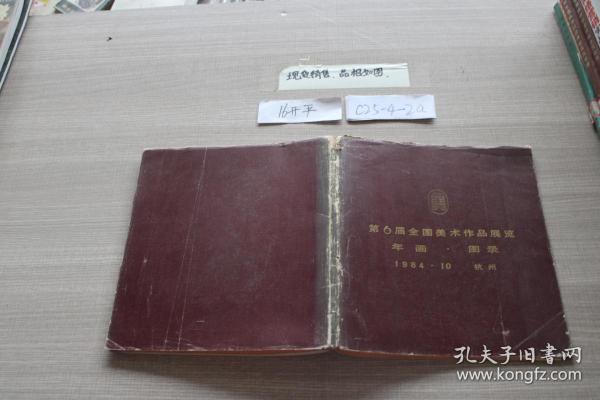 现货销售、品相如图.
16开平
C25-4-2a
第6届全国美术作品展览
年画·图录
1984-10 杭州
孔夫子旧书网
www.kongfz.com